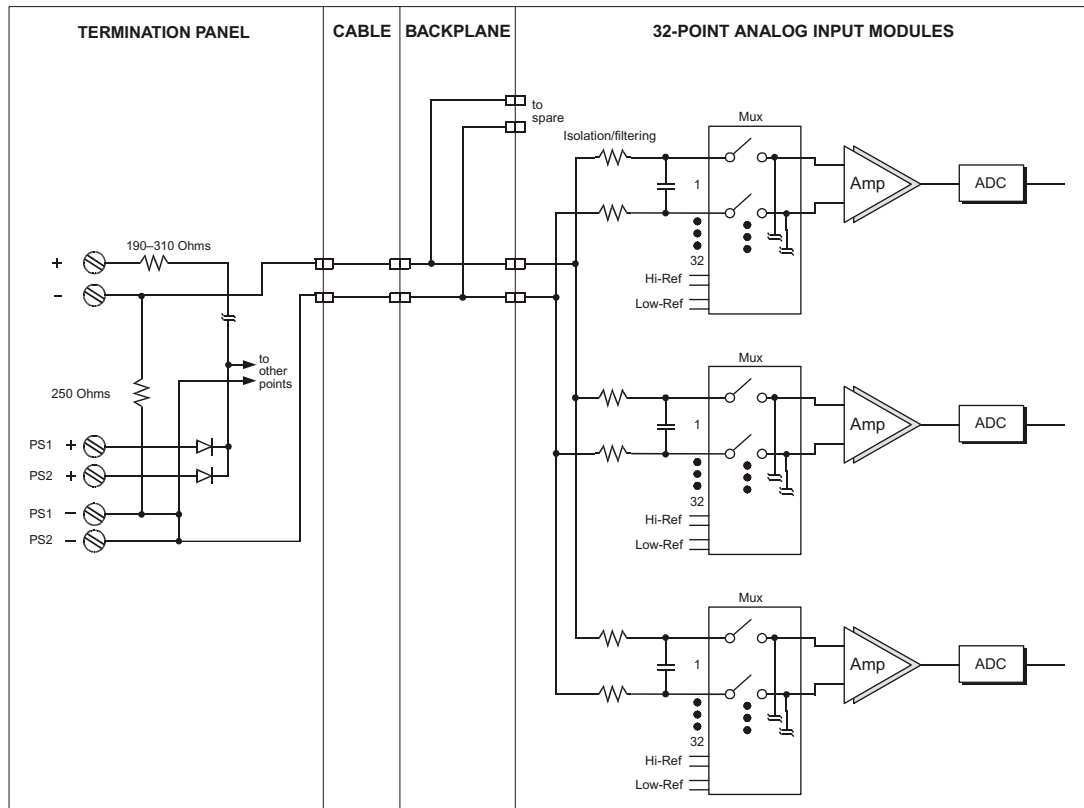 TERMINATION PANEL
CABLE
BACKPLANE
32-POINT ANALOG INPUT MODULES
to
spare
Isolation/filtering
Mux
1
32
Hi-Ref
Low-Ref
Amp
ADC
190–310 Ohms
+
–
to
other
points
250 Ohms
PS1 +
PS2 +
PS1 –
PS2 –
Mux
1
32
Hi-Ref
Low-Ref
Amp
ADC
Mux
1
32
Hi-Ref
Low-Ref
Amp
ADC